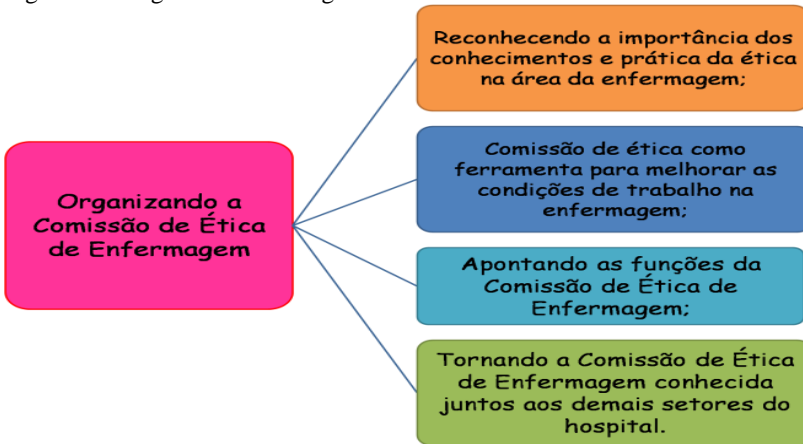 Organizando a
Comissão de Ética
de Enfermagem
Reconhecendo a importância dos
conhecimentos e prática da ética
na área da enfermagem;
Comissão de ética como
ferramenta para melhorar as
condições de trabalho na
enfermagem;
Apontando as funções da
Comissão de Ética de
Enfermagem;
Tornando a Comissão de Ética
de Enfermagem conhecida
juntos aos demais setores do
hospital.